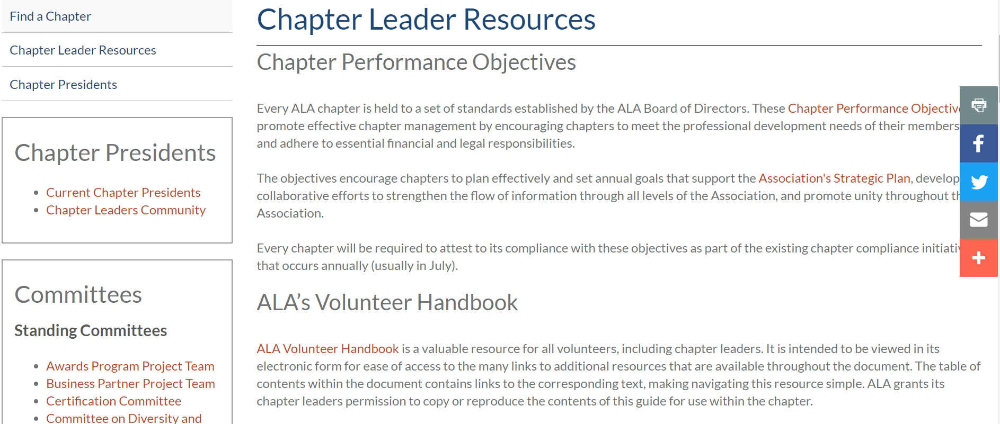 Find a Chapter
Chapter Leader Resources
Chapter Presidents
Chapter Presidents
Current Chapter Presidents
Chapter Leaders Community
Committees
Standing Committees
Awards Program Project Team
Business Partner Project Team
Certification Committee
Committee on Diversity and
Chapter Leader Resources
Chapter Performance Objectives
Every ALA chapter is held to a set of standards established by the ALA Board of Directors. These Chapter Performance
promote effective chapter management by encouraging chapters to meet the professional development needs of their members
and adhere to essential financial and legal responsibilities.
The objectives encourage chapters to plan effectively and set annual goals that support the Association's Strategic Plan, develop
collaborative efforts to strengthen the flow of information through all levels of the Association, and promote unity throughout
Association.
Every chapter will be required to attest to its compliance with these objectives as part of the existing chapter compliance
that occurs annually (usually in July).
ALA’s Volunteer Handbook
ALA Volunteer Handbook is a valuable resource for all volunteers, including chapter leaders. It is intended to be viewed in its
electronic form for ease of access to the many links to additional resources that are available throughout the document. The table of
contents within the document contains links to the corresponding text, making navigating this resource simple. ALA grants its
chapter leaders permission to copy or reproduce the contents of this guide for use within the chapter.